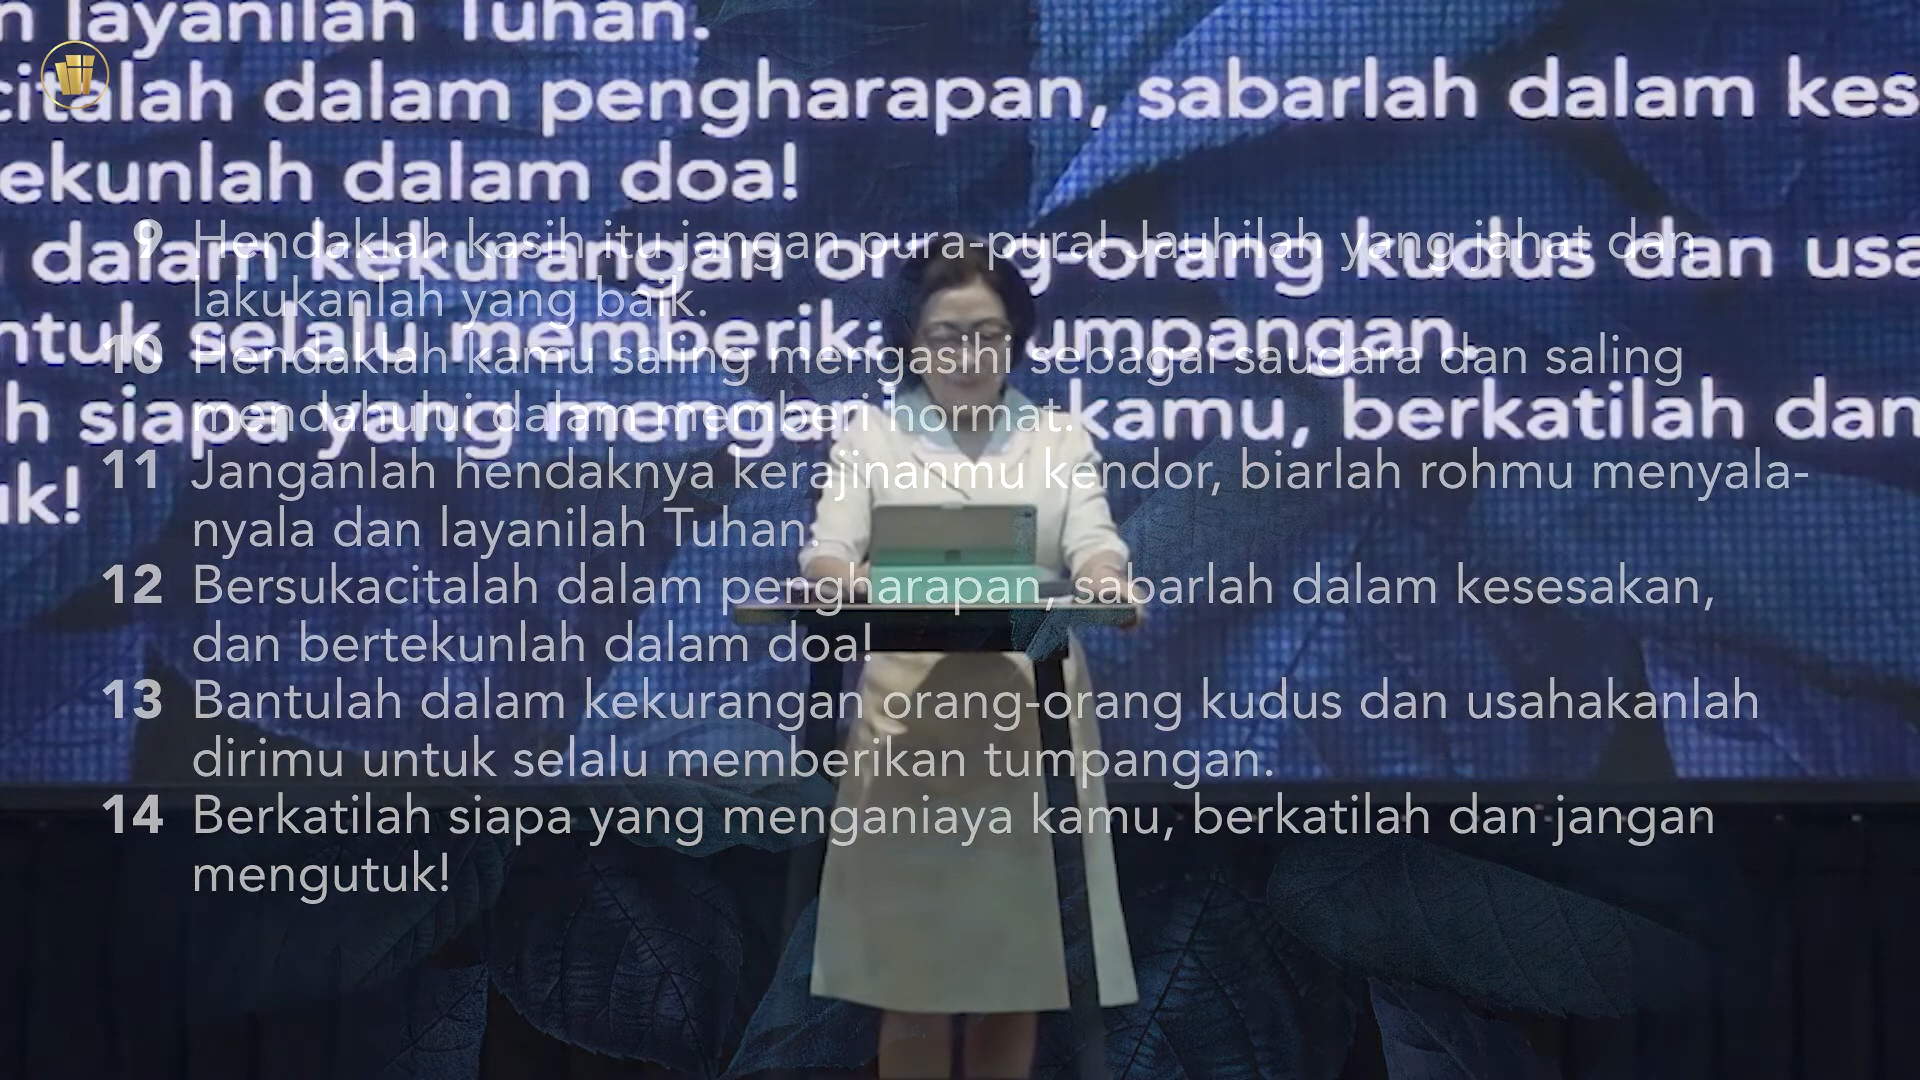 n layanilah Tuhan.
citalah dalam pengharapan, sabarlah dalam kes
ekunlah dalam doa!
dalam kekurangan orang-orang kudus dan usa
ntuk selalu memberika umpangan.
h siapa yang mengani kamu, berkatilah dan
uk!
9 Hendaklah kasih itu jangan pura-pura! Jauhilah yang jahat dan
lakukanlah yang baik.
10 Hendaklah kamu saling mengasihi sebagai saudara dan saling
mendahului dalam memberi hormat.
11 Janganlah hendaknya kerajinanmu kendor, biarlah rohmu menyala-
nyala dan layanilah Tuhan.
12 Bersukacitalah dalam pengharapan, sabarlah dalam kesesakan,
dan bertekunlah dalam doa!
13 Bantulah dalam kekurangan orang-orang kudus dan usahakanlah
dirimu untuk selalu memberikan tumpangan.
14 Berkatilah siapa yang menganiaya kamu, berkatilah dan jangan
mengutuk!